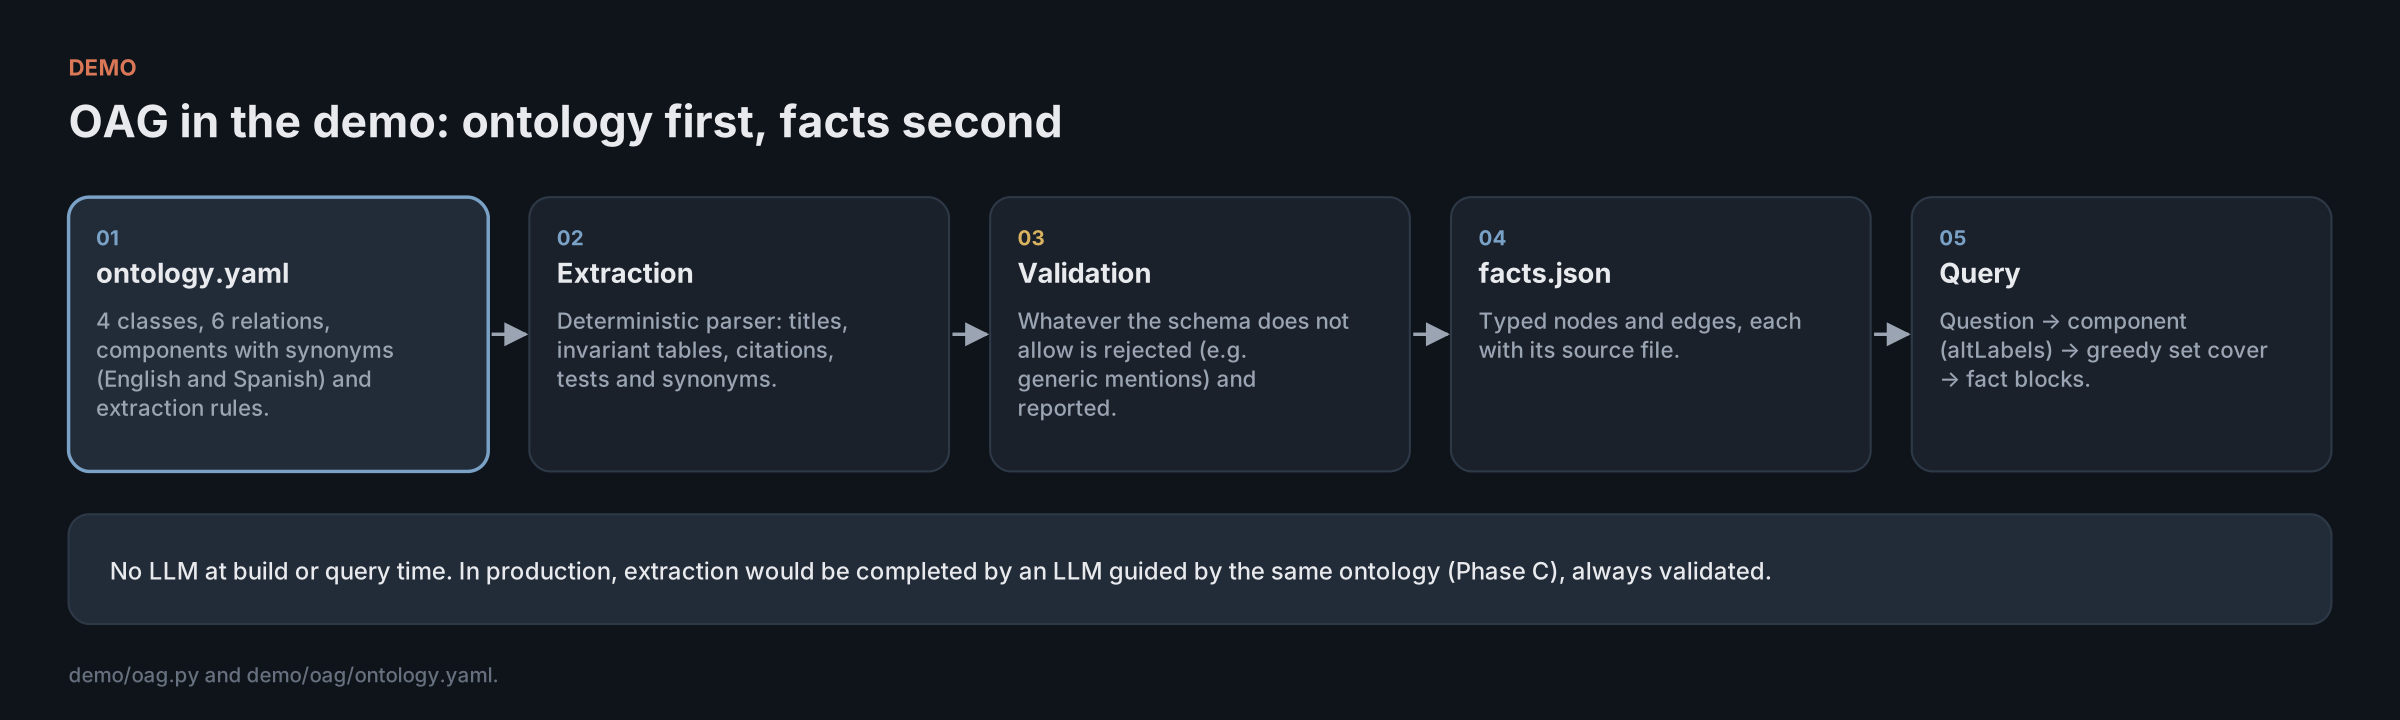 DEMO
OAG in the demo: ontology first, facts second
01
ontology.yaml
4 classes, 6 relations,
components with synonyms
(English and Spanish) and
extraction rules.
02
Extraction
Deterministic parser: titles,
invariant tables, citations,
tests and synonyms.
03
Validation
Whatever the schema does not
allow is rejected (e.g.
generic mentions) and
reported.
04
facts.json
Typed nodes and edges, each
with its source file.
05
Query
Question → component
(altLabels) → greedy set cover
→ fact blocks.
No LLM at build or query time. In production, extraction would be completed by an LLM guided by the same ontology (Phase C), always validated.
demo/oag.py and demo/oag/ontology.yaml.